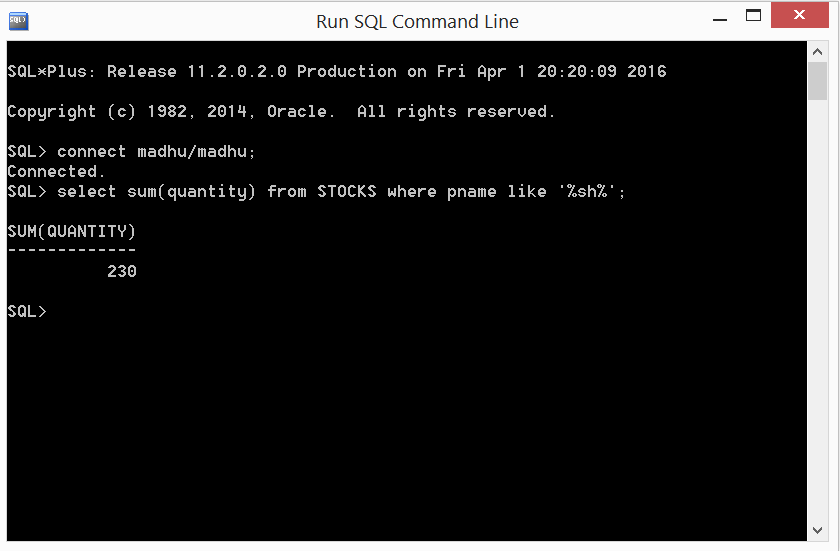 Run SQL Command Line
SQL*Plus: Release 11.2.0.2.0 Production on Fri Apr 1 20:20:09 2016
Copyright (c) 1982, 2014, Oracle.  All rights reserved.
SQL> connect madhu/madhu;
Connected.
SQL> select sum(quantity) from STOCKS where pname like '%sh%';
SUM(QUANTITY)
-------------
          230
SQL>